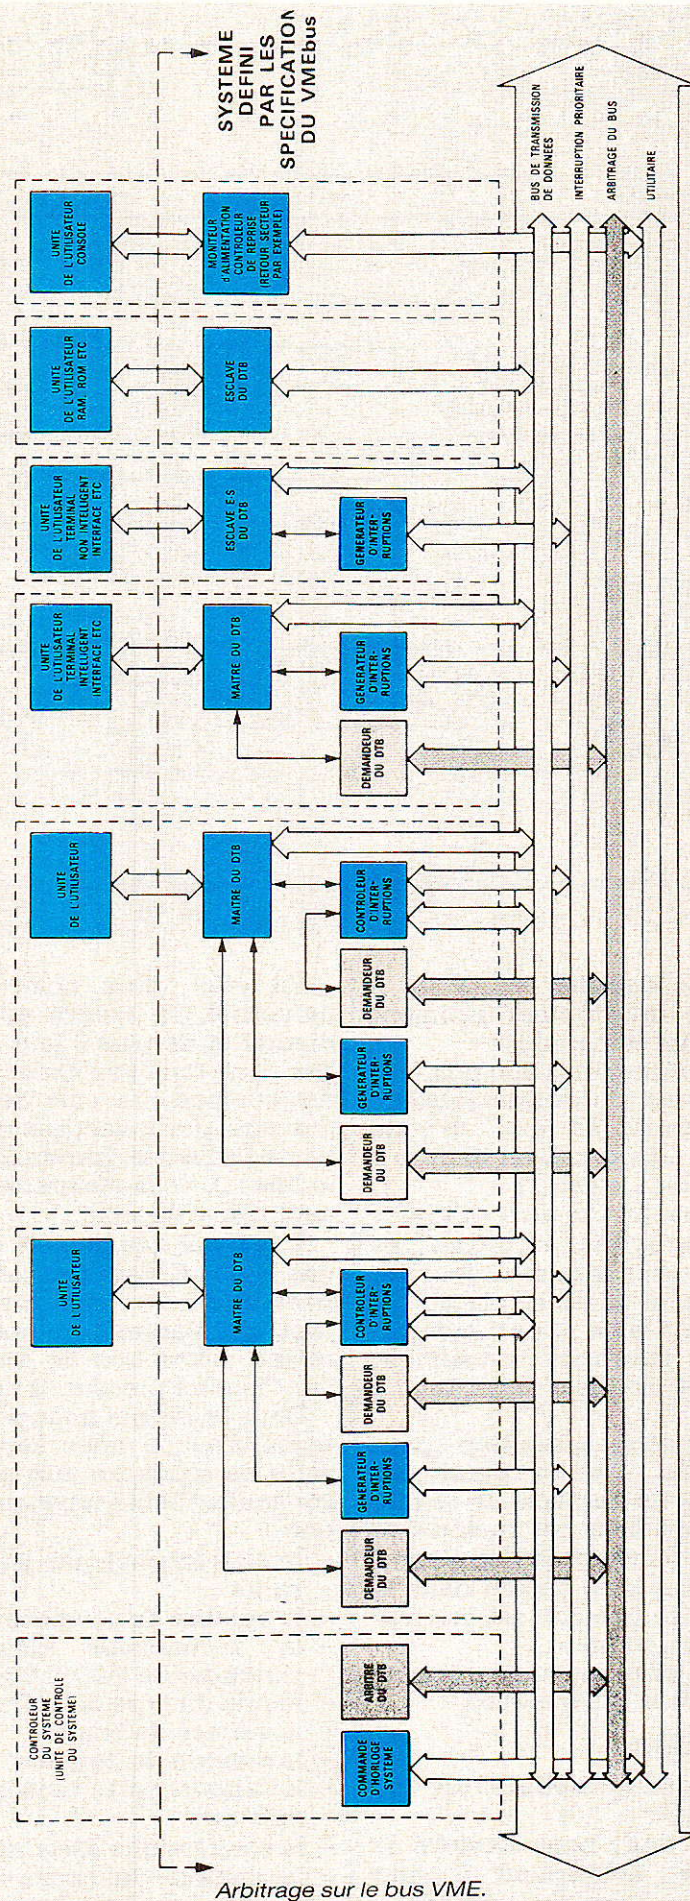 SYSTEME
DEFINI
PAR LES
SPECIFICATION
DU VMEbus
BUS DE TRANSMISSION
DE DONNÉES
INTERRUPTION PRIORITAIRE
ARBITRAGE DU BUS
UTILITAIRE
UNITE
DE L'UTILISATEUR
CONSOLE
MONITEUR
d'ALIMENTATION
CONTROLEUR
DE REPRISE
(RETOUR SECTEUR
PAR EXEMPLE)
UNITE
DE L'UTILISATEUR
RAM, ROM ETC
ESCLAVE
DU DTB
UNITE
DE L'UTILISATEUR
TERMINAL
NON INTELLIGENT
INTERFACE ETC
ESCLAVE E-S
DU DTB
GENERATEUR
D'INTER-
RUPTIONS
UNITE
DE L'UTILISATEUR
TERMINAL
INTELLIGENT
INTERFACE ETC
MAITRE DU DTB
GENERATEUR
D'INTER-
RUPTIONS
DEMANDEUR
DU DTB
UNITE
DE L'UTILISATEUR
MAITRE DU DTB
CONTROLEUR
D'INTER-
RUPTIONS
DEMANDEUR
DU DTB
GENERATEUR
D'INTER-
RUPTIONS
DEMANDEUR
DU DTB
UNITE
DE L'UTILISATEUR
MAITRE DU DTB
CONTROLEUR
D'INTER-
RUPTIONS
DEMANDEUR
DU DTB
GENERATEUR
D'INTER-
RUPTIONS
DEMANDEUR
DU DTB
CONTROLEUR
DU SYSTEME
(UNITE DE CONTROLE
DU SYSTEME)
ARBITRE
DU DTB
COMMANDE
D'HORLOGE
SYSTEME
Arbitrage sur le bus VME.